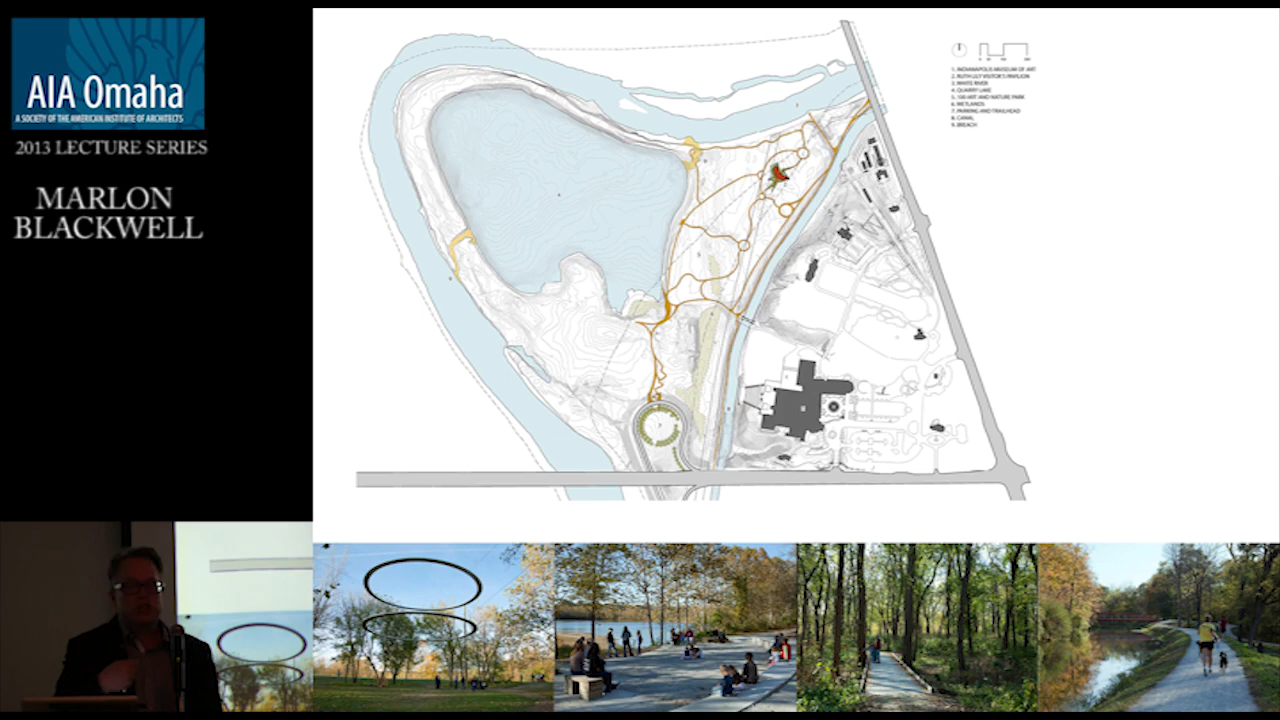 AIA Omaha
A SOCIETY OF THE AMERICAN INSTITUTE OF ARCHITECTS
2013 LECTURE SERIES
MARLON
BLACKWELL
1. INDIANAPOLIS MUSEUM OF ART
2. RUTH LILLY VISITOR'S PAVILION
3. WHITE RIVER
4. QUARRY LAKE
5. 100 ART AND NATURE PARK
6. WETLANDS
7. PARKING AND TRAILHEAD
8. CANAL
9. BREACH